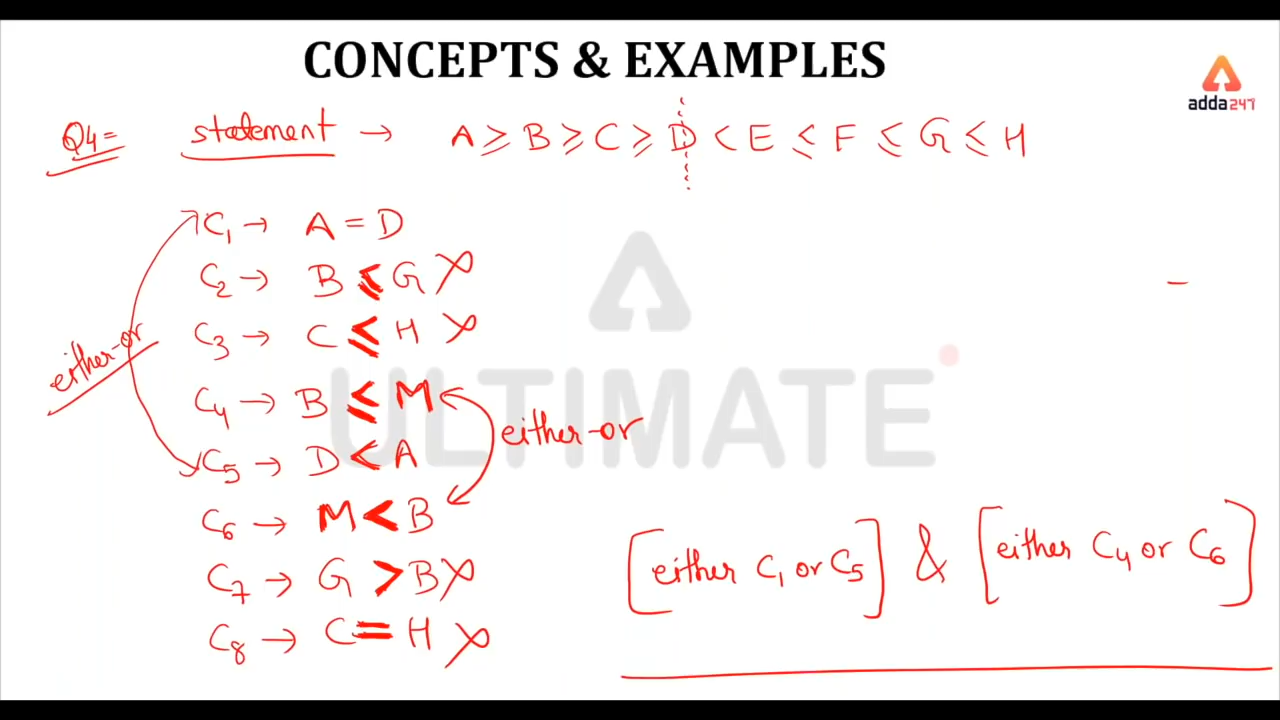 CONCEPTS & EXAMPLES
adda247
Q4= statement → A ≥ B ≥ C ≥ D < E ≤ F ≤ G ≤ H
C₁ → A = D
C₂ → B ≤ G ✗
C₃ → C ≤ H ✗
either-or
C₄ → B ≤ M
either-or
C₅ → D < A
C₆ → M < B
C₇ → G > B ✗
C₈ → C = H ✗
[either C₁ or C₅] & [either C₄ or C₆]
ULTIMATE